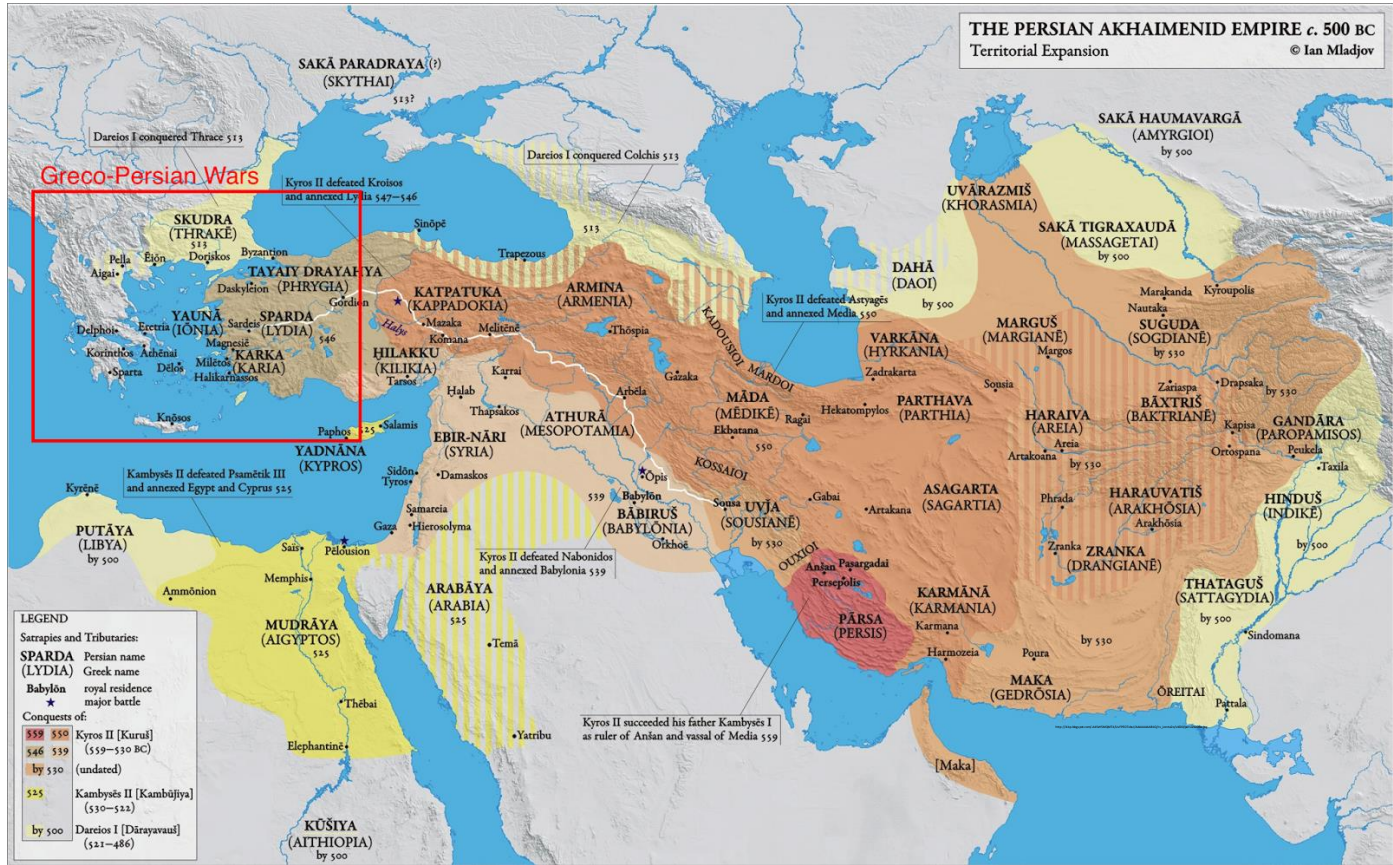 THE PERSIAN AKHAIMENID EMPIRE c. 500 BC
Territorial Expansion
© Ian Mladjov
SAKĀ PARADRAYA (?)
(SKYTHAI)
513?
Dareios I conquered Thrace 513
Greco-Persian Wars
Kyros II defeated Kroisos
and annexed Lydia 547–546
Dareios I conquered Colchis 513
SAKĀ HAUMAVARGĀ
(AMYRGIOI)
by 500
UVĀRAZMIŠ
(KHORASMIA)
SAKĀ TIGRAXAUDĀ
(MASSAGETAI)
by 500
SKUDRA
(THRAKĒ)
513
Doriskos
Byzantion
Pella
Ēiōn
Aigai
Sinōpē
Trapezous
513
DAHĀ
(DAOI)
by 500
TAYAIY DRAYAHYA
(PHRYGIA)
Daskyleion
Gordion
KATPATUKA
(KAPPADOKIA)
Halys
Mazaka
Komana
Melitēnē
ARMINA
(ARMENIA)
Thōspia
Kyros II defeated Astyagēs
and annexed Media 550
KADOUSIOI
MARDOI
Marakanda
Nautaka
Kyroupolis
SUGUDA
(SOGDIANĒ)
by 530
MARGUŠ
(MARGIANĒ)
Margos
YAUNĀ
(IŌNIA)
Sardeis
SPARDA
(LYDIA)
546
Magnesiē
Milētos
KARKA
(KARIA)
Halikarnassos
Delphoi
Eretria
Korinthos
Athēnai
Dēlos
Sparta
Knōsos
ḤILAKKU
(KILIKIA)
Tarsos
Karrai
Halab
Thapsakos
Arbēla
Gazaka
VARKĀNA
(HYRKANIA)
Zadrakarta
Sousia
Zariaspa
Drapsaka
by 530
BĀXTRIŠ
(BAKTRIANĒ)
ATHURĀ
(MESOPOTAMIA)
MĀDA
(MĒDIKĒ)
Ragai
Ekbatana
550
Hekatompylos
PARTHAVA
(PARTHIA)
HARAIVA
(AREIA)
Areia
Artakoana
by 530
Kapisa
Ortospana
GANDĀRA
(PAROPAMISOS)
Peukela
Taxila
Paphos
525
Salamis
YADNĀNA
(KYPROS)
EBIR-NĀRI
(SYRIA)
KOSSAIOI
Kambysēs II defeated Psamētik III
and annexed Egypt and Cyprus 525
Sidōn
Tyros
Damaskos
Ōpis
Sousa
UVJA
(SOUSIANĒ)
by 530
Gabai
ASAGARTA
(SAGARTIA)
Artakana
Phrada
HARAUVATIŠ
(ARAKHŌSIA)
Arakhōsia
HINDUŠ
(INDIKĒ)
by 500
Kyrēnē
PUTĀYA
(LIBYA)
by 500
Samareia
Gaza
Hierosolyma
539
Babylōn
BĀBIRUŠ
(BABYLŌNIA)
Orkhoē
OUXIOI
Zranka
ZRANKA
(DRANGIANĒ)
Sais
Pēlousion
Memphis
Ammōnion
Kyros II defeated Nabonidos
and annexed Babylonia 539
Anšan
Pasargadai
Persepolis
THATAGUŠ
(SATTAGYDIA)
by 500
ARABĀYA
(ARABIA)
525
PĀRSA
(PERSIS)
KARMĀNĀ
(KARMANIA)
Karmana
Harmozeia
MUDRĀYA
(AIGYPTOS)
525
Temā
by 530
Poura
MAKA
(GEDRŌSIA)
Sindomana
ŌREITAI
Pattala
Thēbai
Elephantinē
Yatribu
Kyros II succeeded his father Kambysēs I
as ruler of Anšan and vassal of Media 559
[Maka]
KŪŠIYA
(AITHIOPIA)
by 500
LEGEND
Satrapies and Tributaries:
SPARDA Persian name
(LYDIA) Greek name
Babylōn royal residence
★ major battle
Conquests of:
559 550 Kyros II [Kuruš]
546 539 (559–530 BC)
by 530 (undated)
525 Kambysēs II [Kambūjiya]
(530–522)
by 500 Dareios I [Dārayavauš]
(521–486)